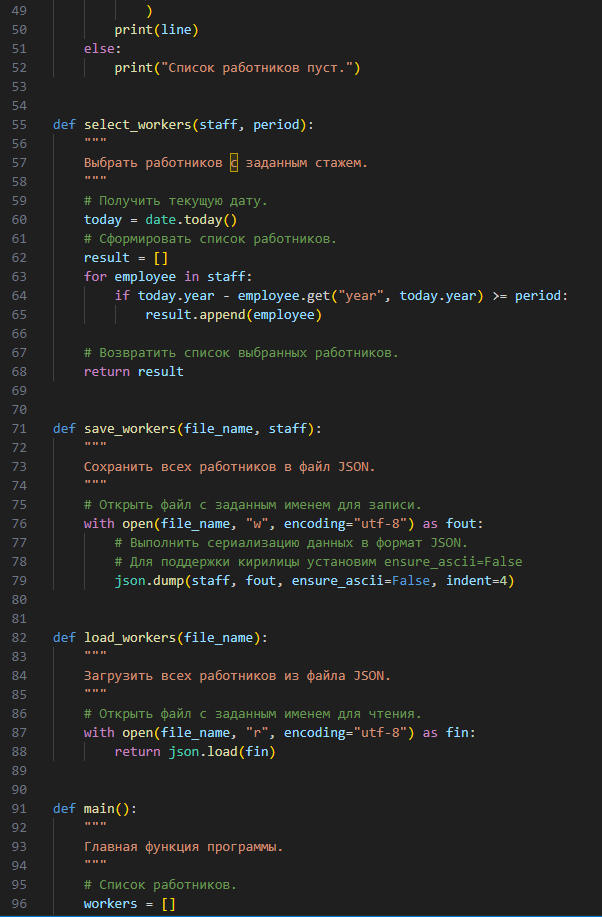 49 )
50 print(line)
51 else:
52 print("Список работников пуст.")
53
54
55 def select_workers(staff, period):
56 """
57 Выбрать работников с заданным стажем.
58 """
59 # Получить текущую дату.
60 today = date.today()
61 # Сформировать список работников.
62 result = []
63 for employee in staff:
64 if today.year - employee.get("year", today.year) >= period:
65 result.append(employee)
66
67 # Возвратить список выбранных работников.
68 return result
69
70
71 def save_workers(file_name, staff):
72 """
73 Сохранить всех работников в файл JSON.
74 """
75 # Открыть файл с заданным именем для записи.
76 with open(file_name, "w", encoding="utf-8") as fout:
77 # Выполнить сериализацию данных в формат JSON.
78 # Для поддержки кирилицы установим ensure_ascii=False
79 json.dump(staff, fout, ensure_ascii=False, indent=4)
80
81
82 def load_workers(file_name):
83 """
84 Загрузить всех работников из файла JSON.
85 """
86 # Открыть файл с заданным именем для чтения.
87 with open(file_name, "r", encoding="utf-8") as fin:
88 return json.load(fin)
89
90
91 def main():
92 """
93 Главная функция программы.
94 """
95 # Список работников.
96 workers = []